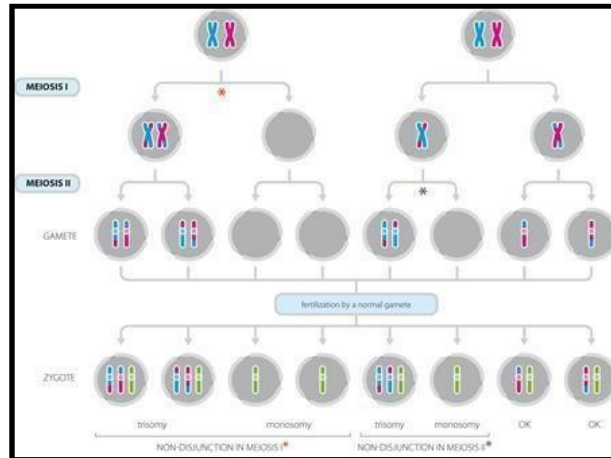 MEIOSIS I
*
MEIOSIS II
*
GAMETE
fertilization by a normal gamete
ZYGOTE
trisomy monosomy trisomy monosomy OK OK
NON-DISJUNCTION IN MEIOSIS I* NON-DISJUNCTION IN MEIOSIS II*